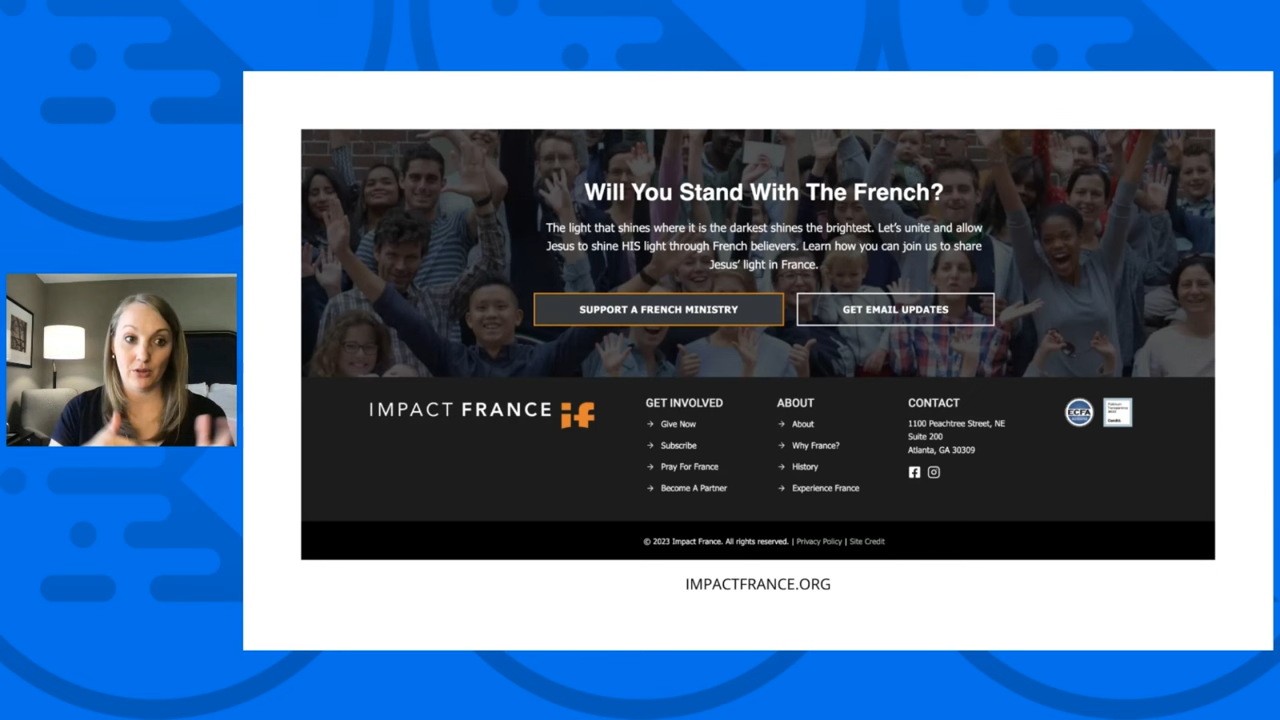 Will You Stand With The French?
The light that shines where it is the darkest shines the brightest. Let's unite and allow
Jesus to shine HIS light through French believers. Learn how you can join us to share
Jesus' light in France.
SUPPORT A FRENCH MINISTRY
GET EMAIL UPDATES
IMPACT FRANCE if
GET INVOLVED
Give Now
Subscribe
Pray For France
Become A Partner
ABOUT
About
Why France?
History
Experience France
CONTACT
1100 Peachtree Street, NE
Suite 200
Atlanta, GA 30309
ECFA
Platinum
Transparency
Candid.
© 2023 Impact France. All rights reserved. | Privacy Policy | Site Credit
IMPACTFRANCE.ORG